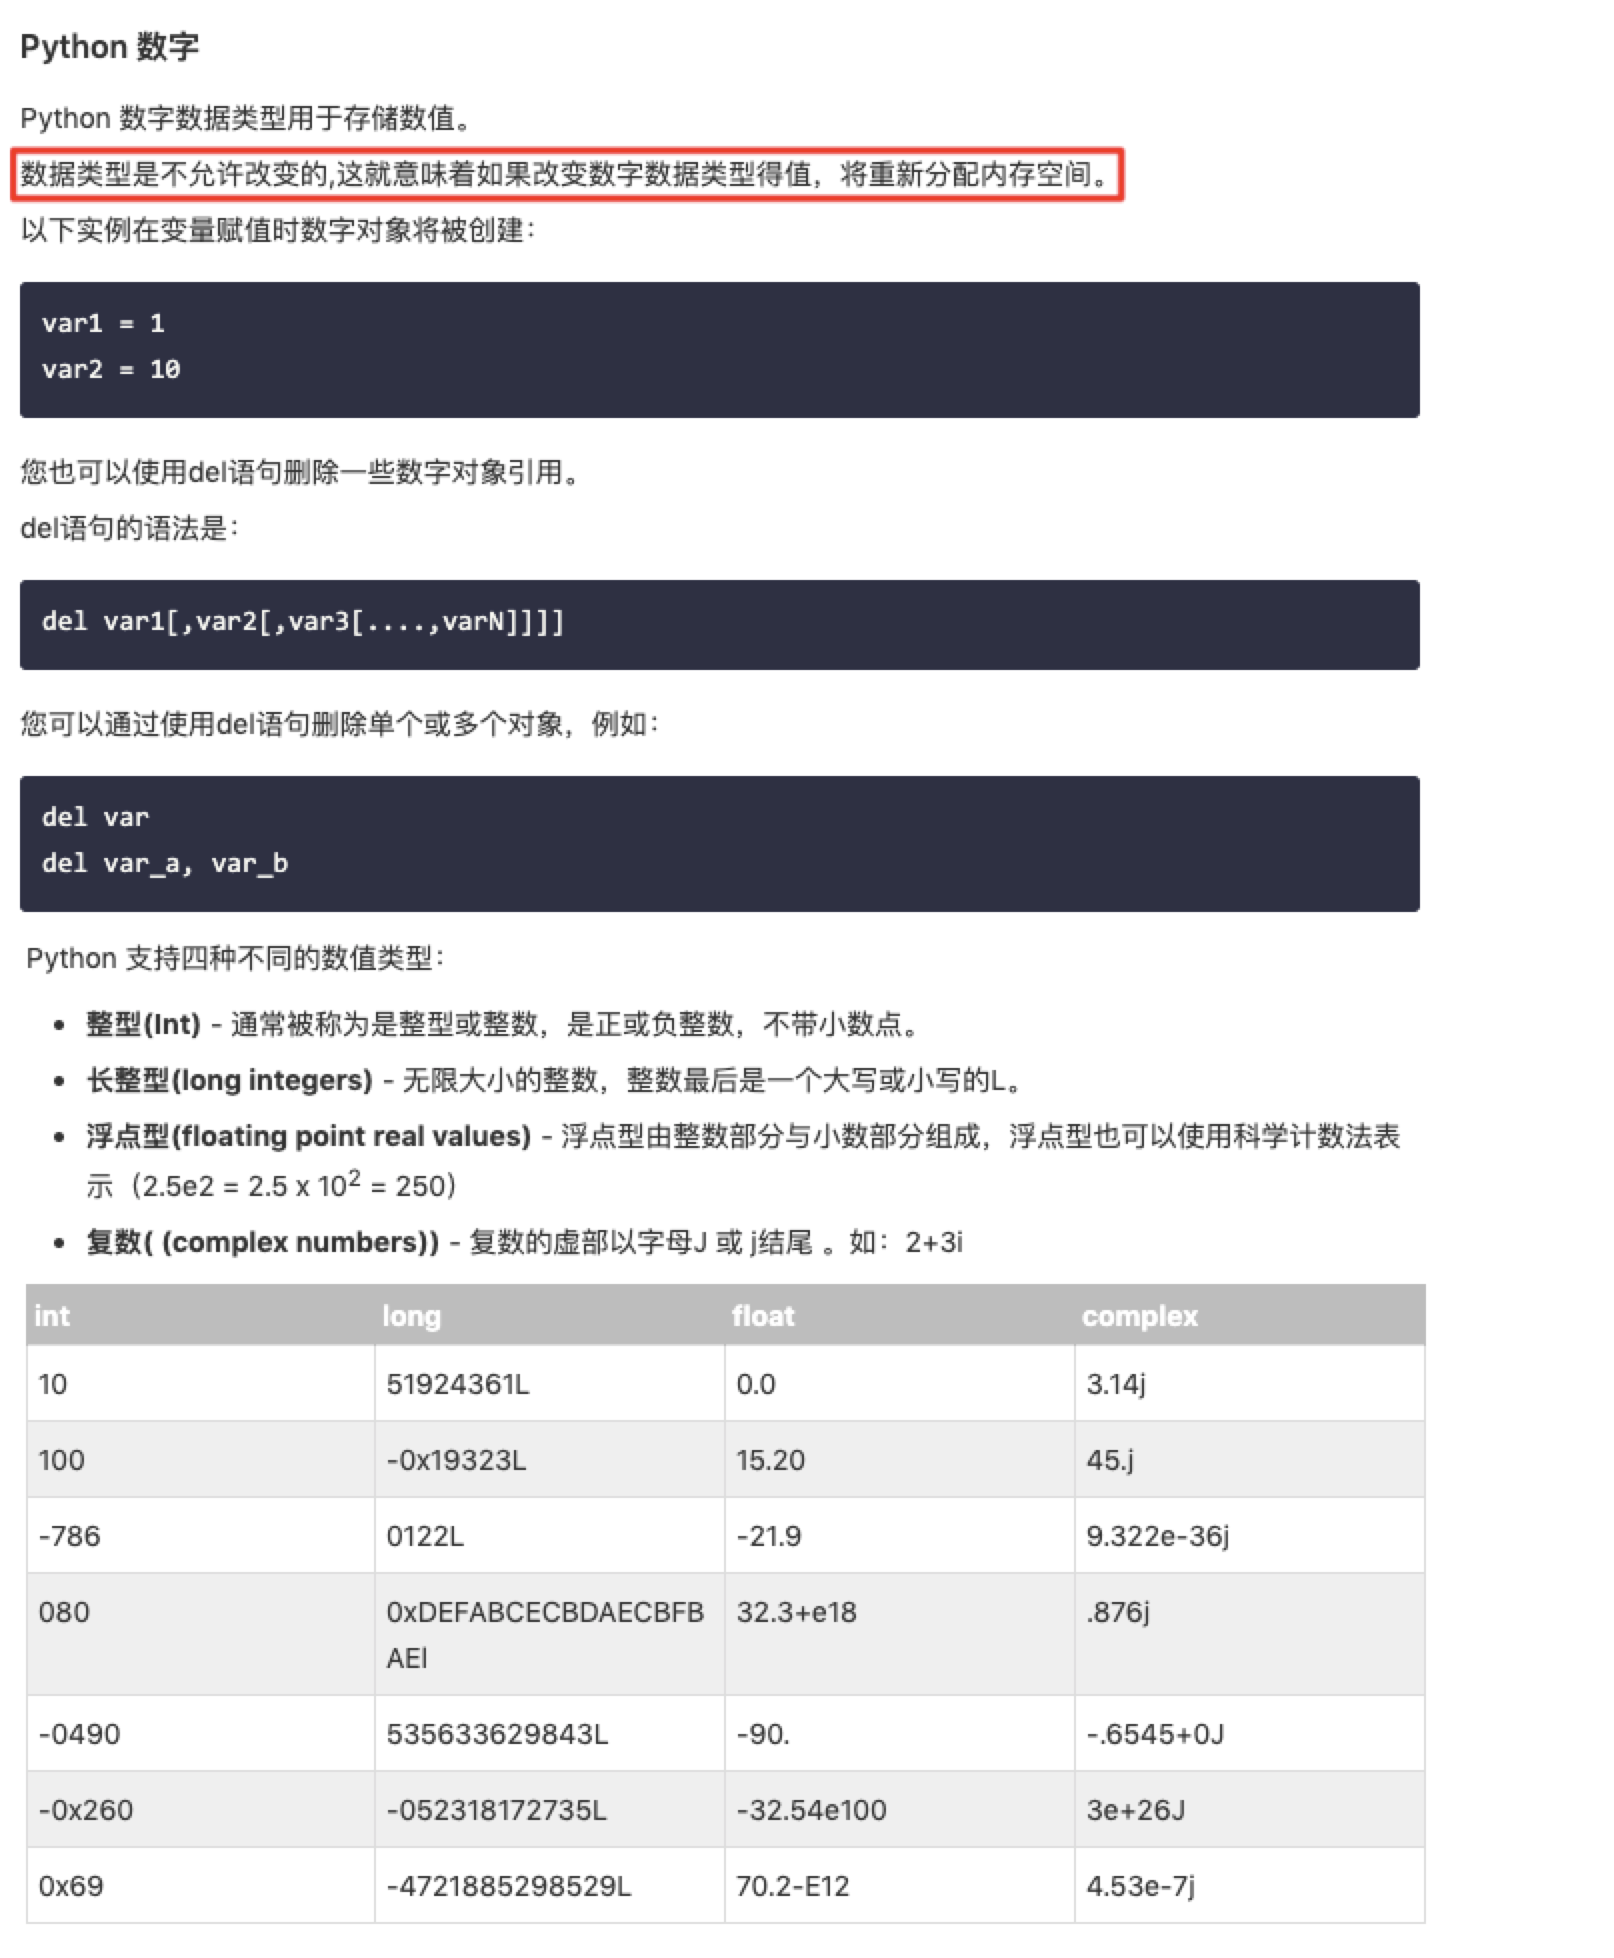 Python 数字
Python 数字数据类型用于存储数值。
数据类型是不允许改变的,这就意味着如果改变数字数据类型得值，将重新分配内存空间。
以下实例在变量赋值时数字对象将被创建：
var1 = 1
var2 = 10
您也可以使用del语句删除一些数字对象引用。
del语句的语法是：
del var1[,var2[,var3[....,varN]]]]
您可以通过使用del语句删除单个或多个对象，例如：
del var
del var_a, var_b
Python 支持四种不同的数值类型：
• 整型(Int) - 通常被称为是整型或整数，是正或负整数，不带小数点。
• 长整型(long integers) - 无限大小的整数，整数最后是一个大写或小写的L。
• 浮点型(floating point real values) - 浮点型由整数部分与小数部分组成，浮点型也可以使用科学计数法表
示（2.5e2 = 2.5 x 10² = 250）
• 复数( (complex numbers)) - 复数的虚部以字母J 或 j结尾 。如：2+3i
int long float complex
10 51924361L 0.0 3.14j
100 -0x19323L 15.20 45.j
-786 0122L -21.9 9.322e-36j
080 0xDEFABCECBDAECBFB 32.3+e18 .876j
AEl
-0490 535633629843L -90. -.6545+0J
-0x260 -052318172735L -32.54e100 3e+26J
0x69 -4721885298529L 70.2-E12 4.53e-7j